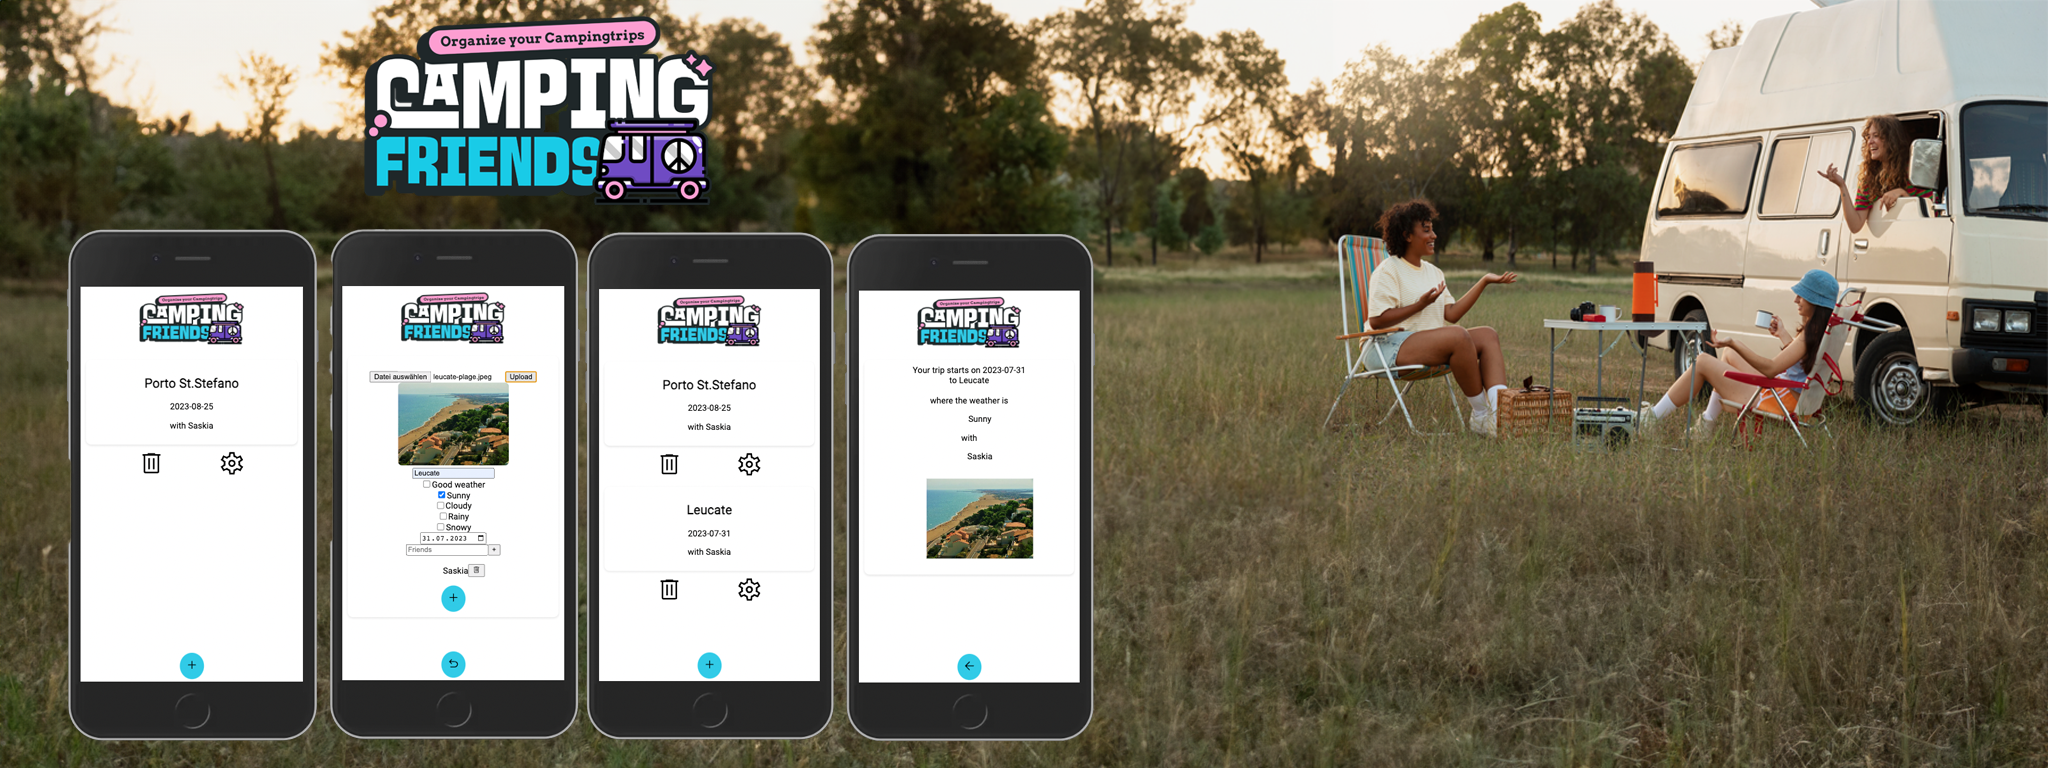 Organize your Campingtrips
CAMPING
FRIENDS
Organize your Campingtrips
CAMPING
FRIENDS
Porto St.Stefano
2023-08-25
with Saskia
+
Organize your Campingtrips
CAMPING
FRIENDS
Datei auswählen leucate-plage.jpeg Upload
Leucate
Good weather
Sunny
Cloudy
Rainy
Snowy
31.07.2023
Friends +
Saskia
+
Organize your Campingtrips
CAMPING
FRIENDS
Porto St.Stefano
2023-08-25
with Saskia
Leucate
2023-07-31
with Saskia
+
Organize your Campingtrips
CAMPING
FRIENDS
Your trip starts on 2023-07-31
to Leucate
where the weather is
Sunny
with
Saskia